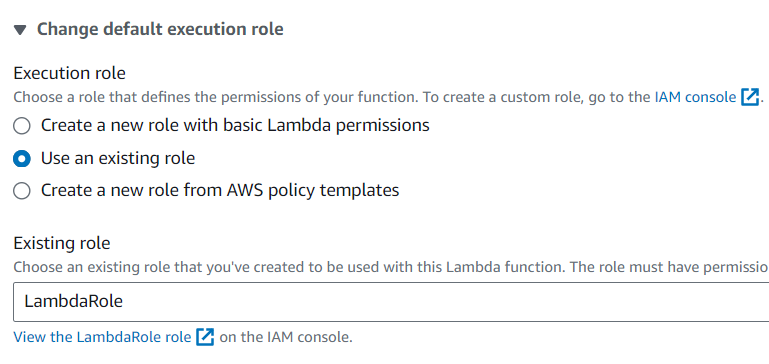 Change default execution role
Execution role
Choose a role that defines the permissions of your function. To create a custom role, go to the IAM console.
Create a new role with basic Lambda permissions
Use an existing role
Create a new role from AWS policy templates
Existing role
Choose an existing role that you've created to be used with this Lambda function. The role must have permissio
LambdaRole
View the LambdaRole role on the IAM console.